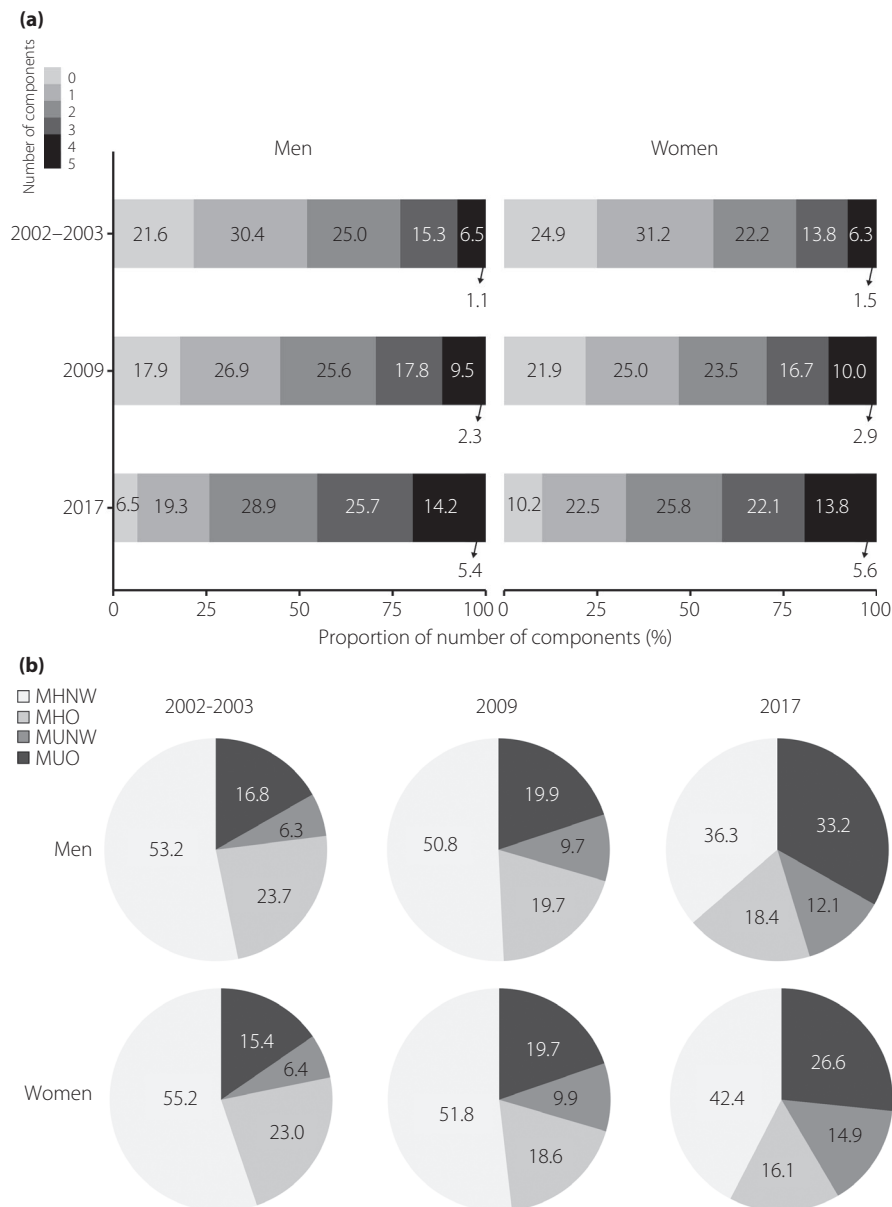 (a)
Number of components
0
1
2
3
4
5
Men
Women
2002–2003
21.6 30.4 25.0 15.3 6.5
1.1
24.9 31.2 22.2 13.8 6.3
1.5
2009
17.9 26.9 25.6 17.8 9.5
2.3
21.9 25.0 23.5 16.7 10.0
2.9
2017
6.5 19.3 28.9 25.7 14.2
5.4
10.2 22.5 25.8 22.1 13.8
5.6
0 25 50 75 100
0 25 50 75 100
Proportion of number of components (%)
(b)
MHNW
MHO
MUNW
MUO
2002-2003
2009
2017
Men
16.8
6.3
53.2
23.7
19.9
9.7
50.8
19.7
33.2
36.3
12.1
18.4
Women
15.4
6.4
55.2
23.0
19.7
9.9
51.8
18.6
26.6
42.4
14.9
16.1